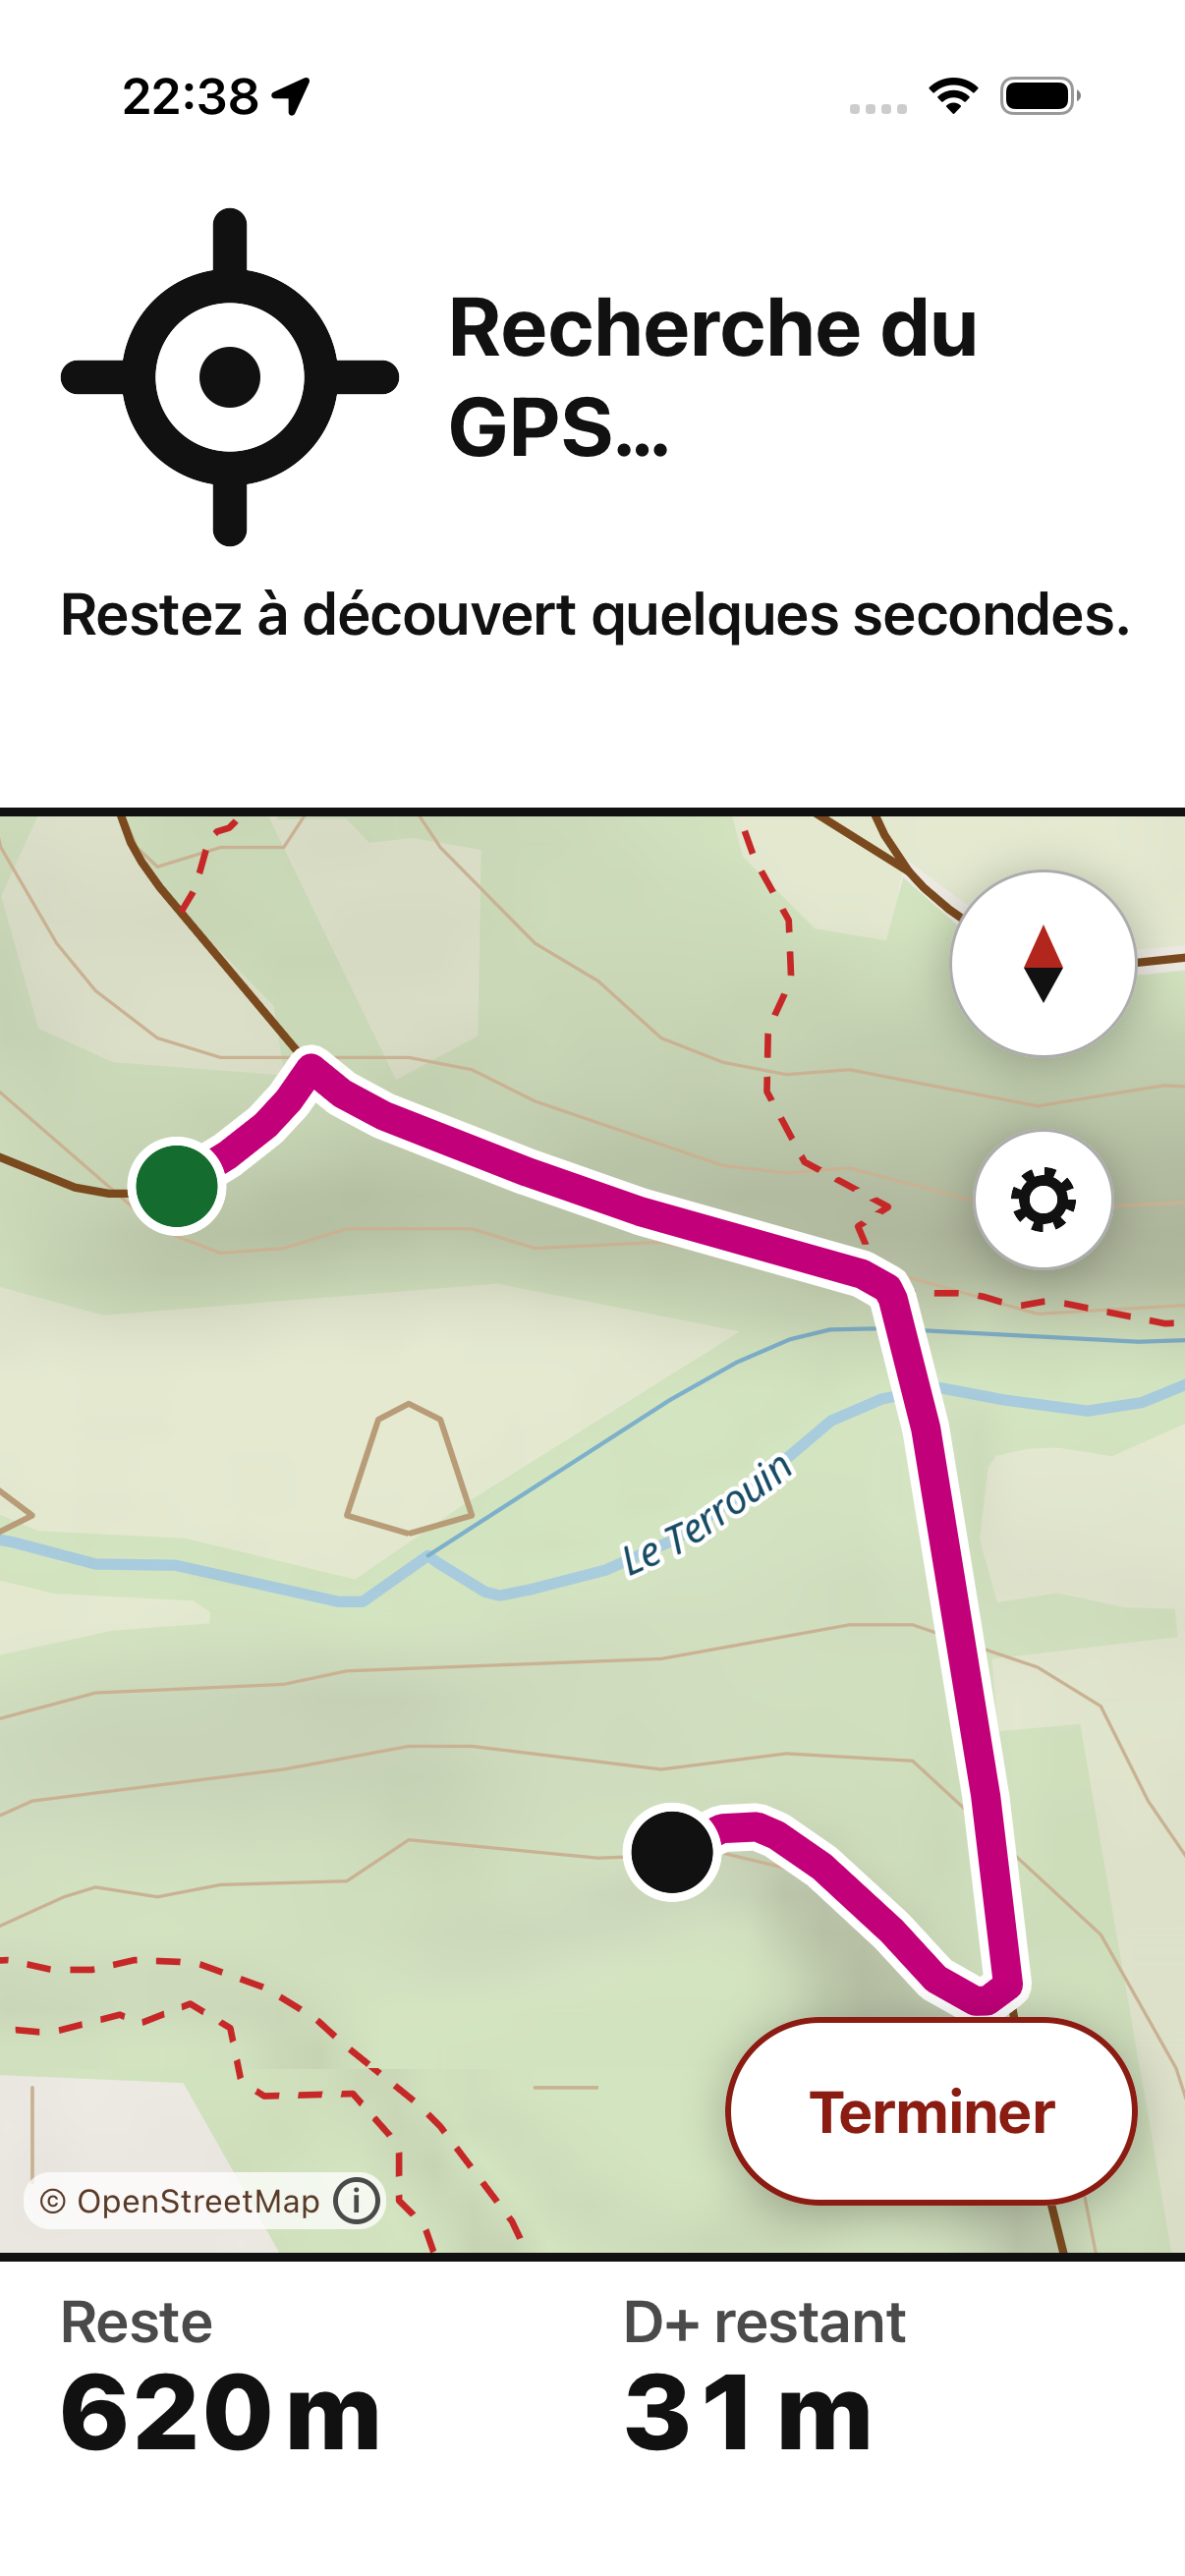 22:38
Recherche du
GPS…
Restez à découvert quelques secondes.
Le Terrouin
Terminer
© OpenStreetMap
Reste
D+ restant
620 m
31 m